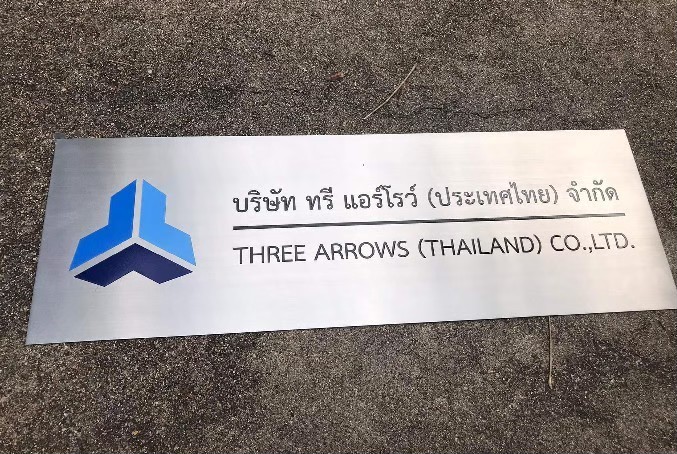 บริษัท ทรี แอร์โรว์ (ประเทศไทย) จำกัด
THREE ARROWS (THAILAND) CO.,LTD.